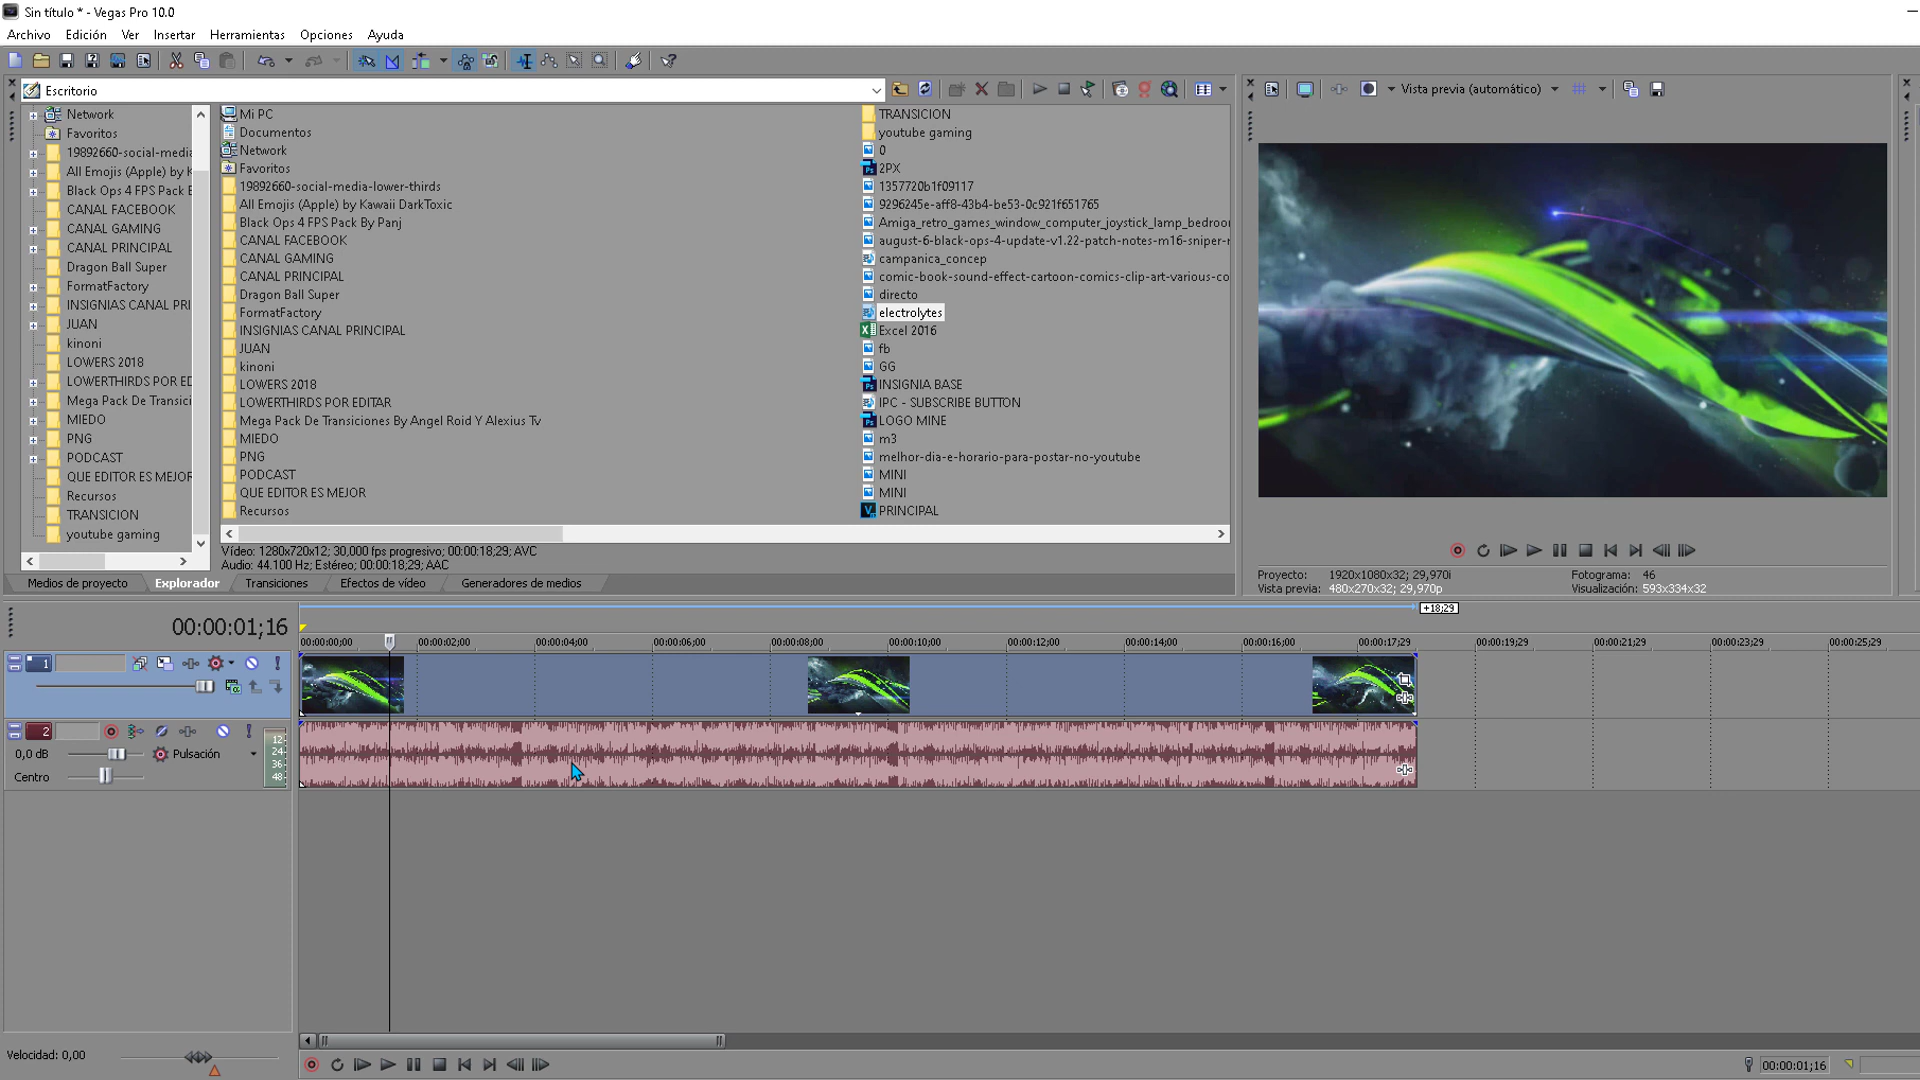 Sin título * - Vegas Pro 10.0
Archivo Edición Ver Insertar Herramientas Opciones Ayuda
Escritorio
Vista previa (automático)
Network
Favoritos
19892660-social-media
All Emojis (Apple) by K
Black Ops 4 FPS Pack B
CANAL FACEBOOK
CANAL GAMING
CANAL PRINCIPAL
Dragon Ball Super
FormatFactory
INSIGNIAS CANAL PRI
JUAN
kinoni
LOWERS 2018
LOWERTHIRDS POR ED
Mega Pack De Transici
MIEDO
PNG
PODCAST
QUE EDITOR ES MEJOR
Recursos
TRANSICION
youtube gaming
Mi PC
Documentos
Network
Favoritos
19892660-social-media-lower-thirds
All Emojis (Apple) by Kawaii DarkToxic
Black Ops 4 FPS Pack By Panj
CANAL FACEBOOK
CANAL GAMING
CANAL PRINCIPAL
Dragon Ball Super
FormatFactory
INSIGNIAS CANAL PRINCIPAL
JUAN
kinoni
LOWERS 2018
LOWERTHIRDS POR EDITAR
Mega Pack De Transiciones By Angel Roid Y Alexius Tv
MIEDO
PNG
PODCAST
QUE EDITOR ES MEJOR
Recursos
TRANSICION
youtube gaming
0
2PX
1357720b1f09117
9296245e-aff8-43b4-be53-0c921f651765
Amiga_retro_games_window_computer_joystick_lamp_bedroor
august-6-black-ops-4-update-v1.22-patch-notes-m16-sniper-r
campanica_concep
comic-book-sound-effect-cartoon-comics-clip-art-various-co
directo
electrolytes
Excel 2016
fb
GG
INSIGNIA BASE
IPC - SUBSCRIBE BUTTON
LOGO MINE
m3
melhor-dia-e-horario-para-postar-no-youtube
MINI
MINI
PRINCIPAL
Vídeo: 1280x720x12; 30,000 fps progresivo; 00:00:18;29; AVC
Audio: 44.100 Hz; Estéreo; 00:00:18;29; AAC
Medios de proyecto Explorador Transiciones Efectos de vídeo Generadores de medios
Proyecto: 1920x1080x32; 29,970i Fotograma: 46
Vista previa: 480x270x32; 29,970p Visualización: 593x334x32
+18;29
00:00:01;16
00:00:00;00 00:00:02;00 00:00:04;00 00:00:06;00 00:00:08;00 00:00:10;00 00:00:12;00 00:00:14;00 00:00:16;00 00:00:17;29 00:00:19;29 00:00:21;29 00:00:23;29 00:00:25;29
1
2
0,0 dB Pulsación
Centro
12
24
36
48
Velocidad: 0,00
00:00:01;16